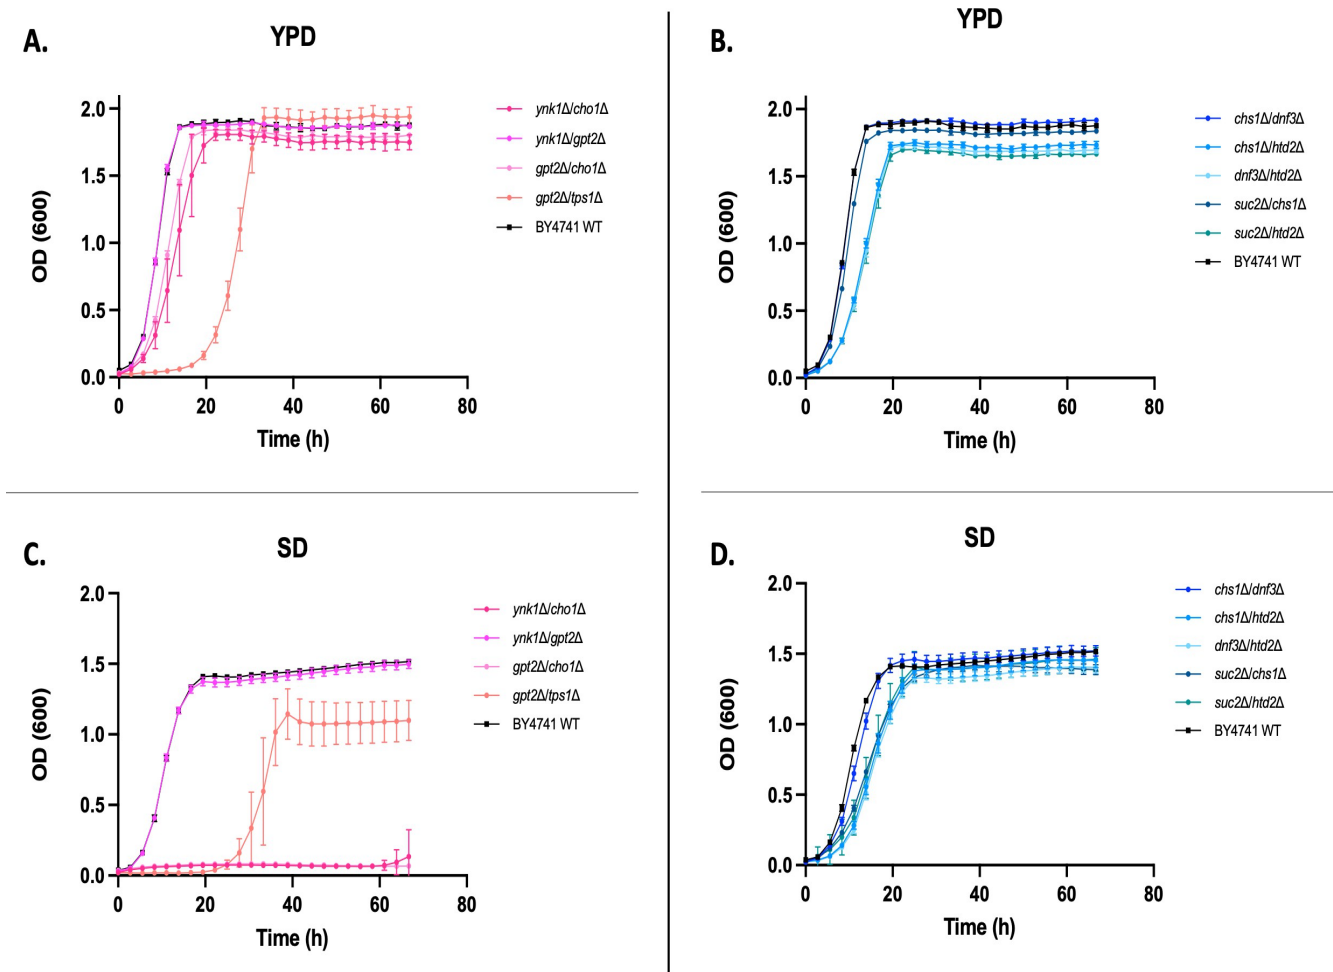 A.
YPD
OD (600)
2.0
1.5
1.0
0.5
0.0
0 20 40 60 80
Time (h)
ynk1Δ/cho1Δ
ynk1Δ/gpt2Δ
gpt2Δ/cho1Δ
gpt2Δ/tps1Δ
BY4741 WT
B.
YPD
OD (600)
2.0
1.5
1.0
0.5
0.0
0 20 40 60 80
Time (h)
chs1Δ/dnf3Δ
chs1Δ/htd2Δ
dnf3Δ/htd2Δ
suc2Δ/chs1Δ
suc2Δ/htd2Δ
BY4741 WT
C.
SD
OD (600)
2.0
1.5
1.0
0.5
0.0
0 20 40 60 80
Time (h)
ynk1Δ/cho1Δ
ynk1Δ/gpt2Δ
gpt2Δ/cho1Δ
gpt2Δ/tps1Δ
BY4741 WT
D.
SD
OD (600)
2.0
1.5
1.0
0.5
0.0
0 20 40 60 80
Time (h)
chs1Δ/dnf3Δ
chs1Δ/htd2Δ
dnf3Δ/htd2Δ
suc2Δ/chs1Δ
suc2Δ/htd2Δ
BY4741 WT